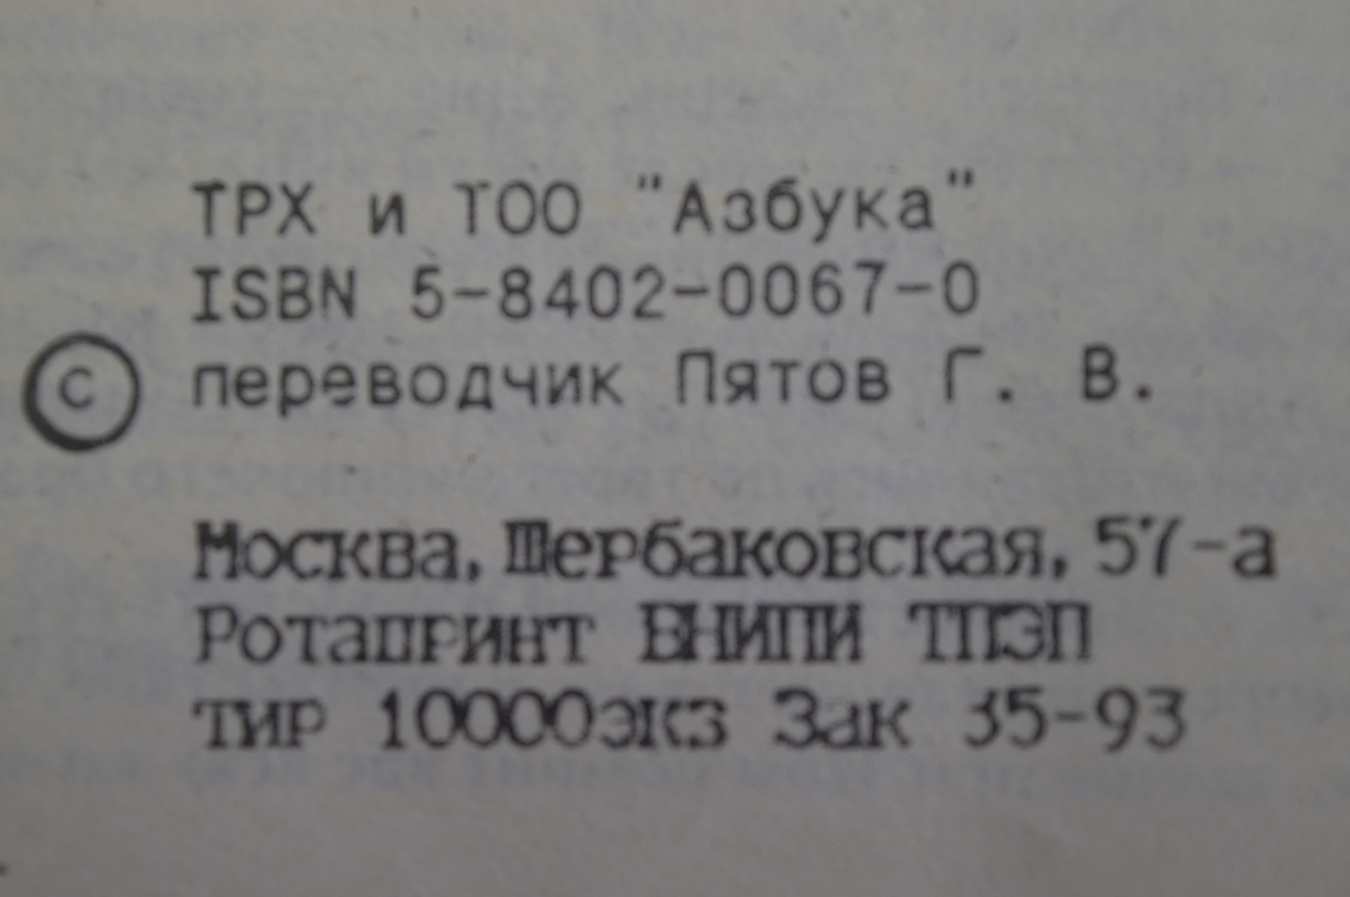 ТРХ и ТОО "Азбука"
ISBN 5-8402-0067-0
© переводчик Пятов Г. В.
Москва, Щербаковская, 57-а
Ротапринт ВНИПИ ТПЭП
тир 10000экз Зак 35-93